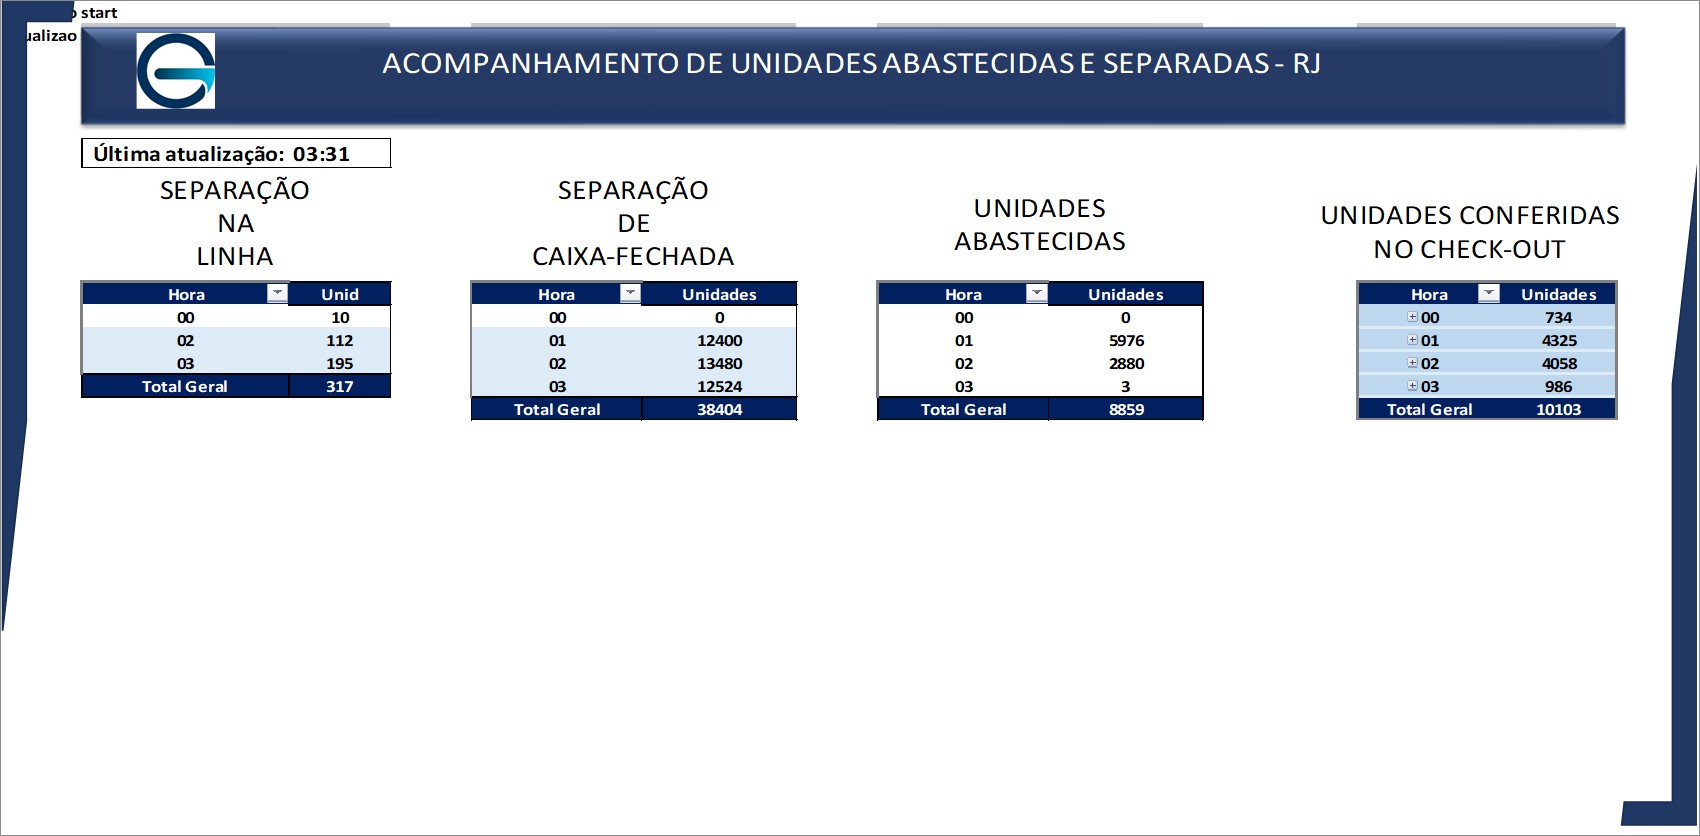 start
ualizao
ACOMPANHAMENTO DE UNIDADES ABASTECIDAS E SEPARADAS - RJ
Última atualização: 03:31
SEPARAÇÃO
NA
LINHA
Hora Unid
00 10
02 112
03 195
Total Geral 317
SEPARAÇÃO
DE
CAIXA-FECHADA
Hora Unidades
00 0
01 12400
02 13480
03 12524
Total Geral 38404
UNIDADES
ABASTECIDAS
Hora Unidades
00 0
01 5976
02 2880
03 3
Total Geral 8859
UNIDADES CONFERIDAS
NO CHECK-OUT
Hora Unidades
00 734
01 4325
02 4058
03 986
Total Geral 10103